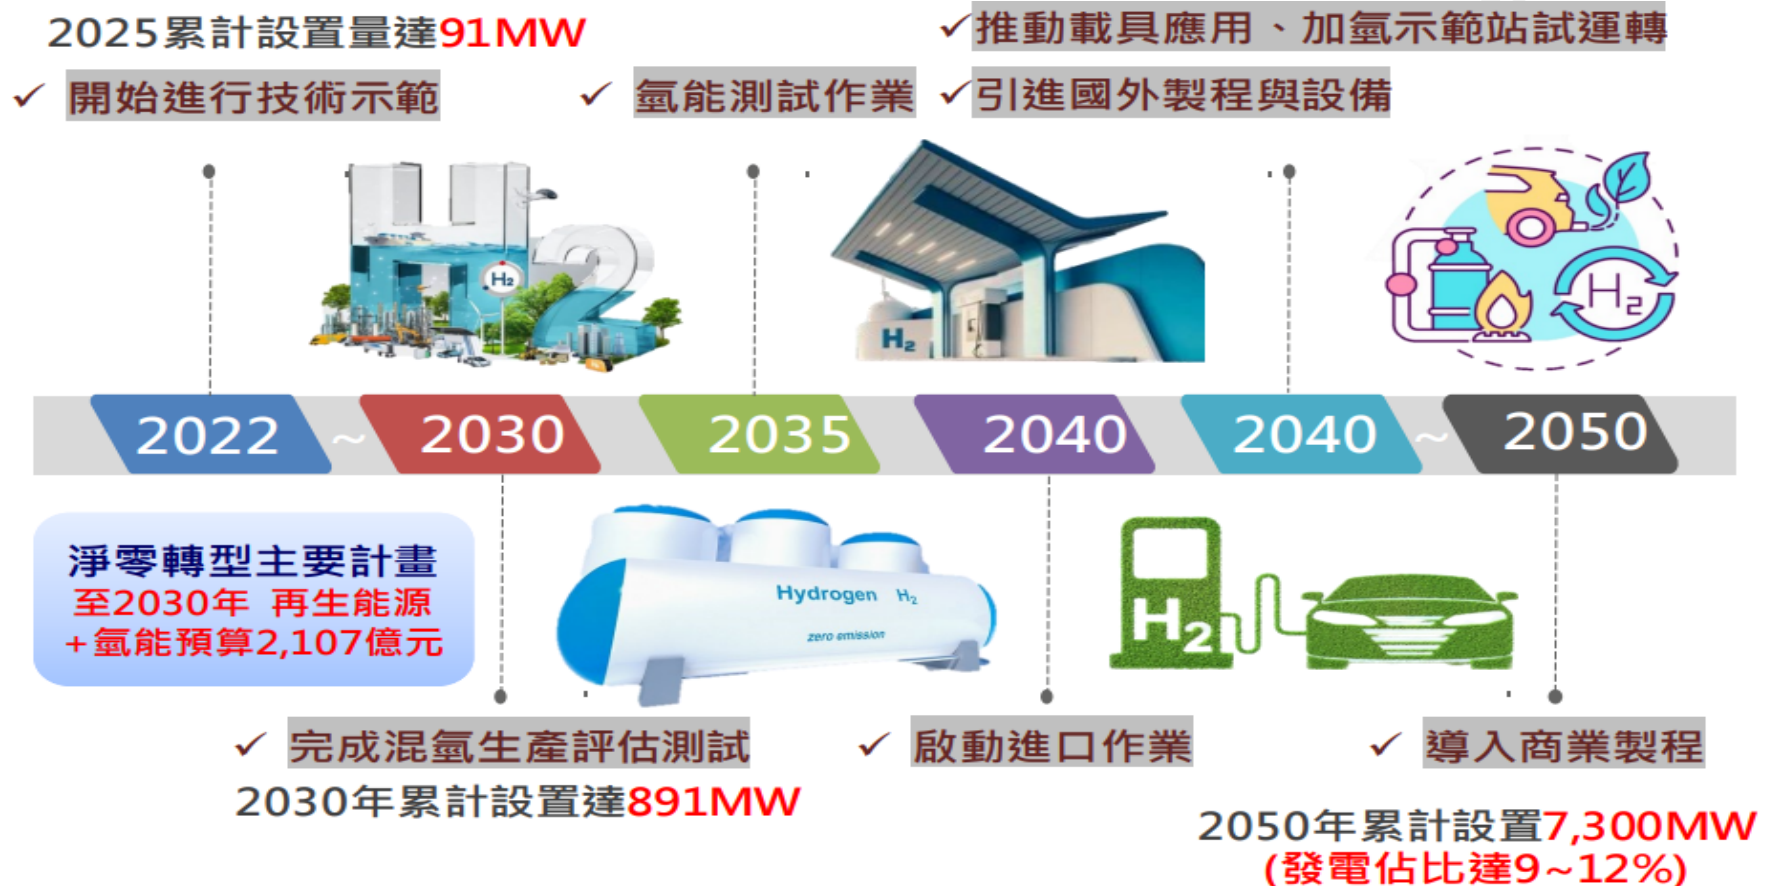 2025累計設置量達91MW
✓ 開始進行技術示範
✓ 氫能測試作業
✓推動載具應用、加氫示範站試運轉
✓引進國外製程與設備
H₂
H₂
H₂
2022 ~ 2030 2035 2040 2040 ~ 2050
淨零轉型主要計畫
至2030年 再生能源
+氫能預算2,107億元
Hydrogen H₂
zero emission
H₂
✓ 完成混氫生產評估測試
2030年累計設置達891MW
✓ 啟動進口作業
✓ 導入商業製程
2050年累計設置7,300MW
(發電佔比達9~12%)